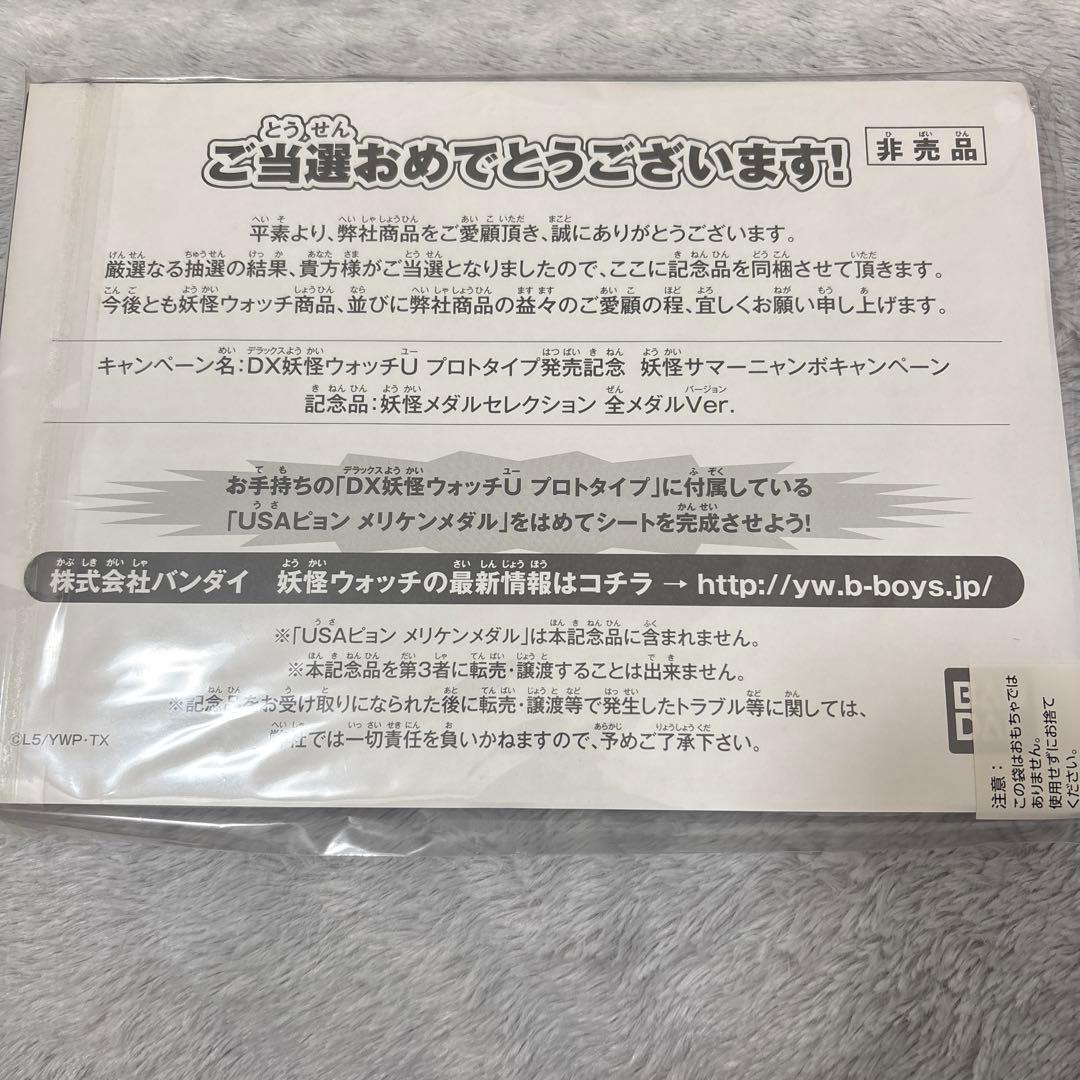 ご当選おめでとうございます!
非売品
平素より、弊社商品をご愛顧頂き、誠にありがとうございます。
厳選なる抽選の結果、貴方様がご当選となりましたので、ここに記念品を同梱させて頂きます。
今後とも妖怪ウォッチ商品、並びに弊社商品の益々のご愛顧の程、宜しくお願い申し上げます。
キャンペーン名:DX妖怪ウォッチU プロトタイプ発売記念 妖怪サマーニャンボキャンペーン
記念品:妖怪メダルセレクション 全メダルVer.
お手持ちの「DX妖怪ウォッチU プロトタイプ」に付属している
「USAピョン メリケンメダル」をはめてシートを完成させよう!
株式会社バンダイ 妖怪ウォッチの最新情報はコチラ → http://yw.b-boys.jp/
※「USAピョン メリケンメダル」は本記念品に含まれません。
※本記念品を第3者に転売・譲渡することは出来ません。
※記念品をお受け取りになられた後に転売・譲渡等で発生したトラブル等に関しては、
弊社では一切責任を負いかねますので、予めご了承下さい。
©L5/YWP・TX
注意:
この袋はおもちゃでは
ありません。
使用せずにお捨て
ください。